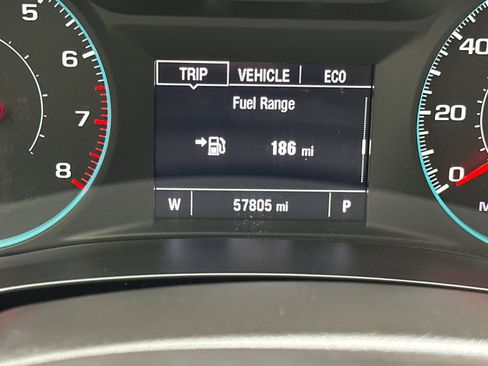 TRIP VEHICLE ECO
Fuel Range
186 mi
W 57805 mi P
5
6
7
8
40
20
0
M